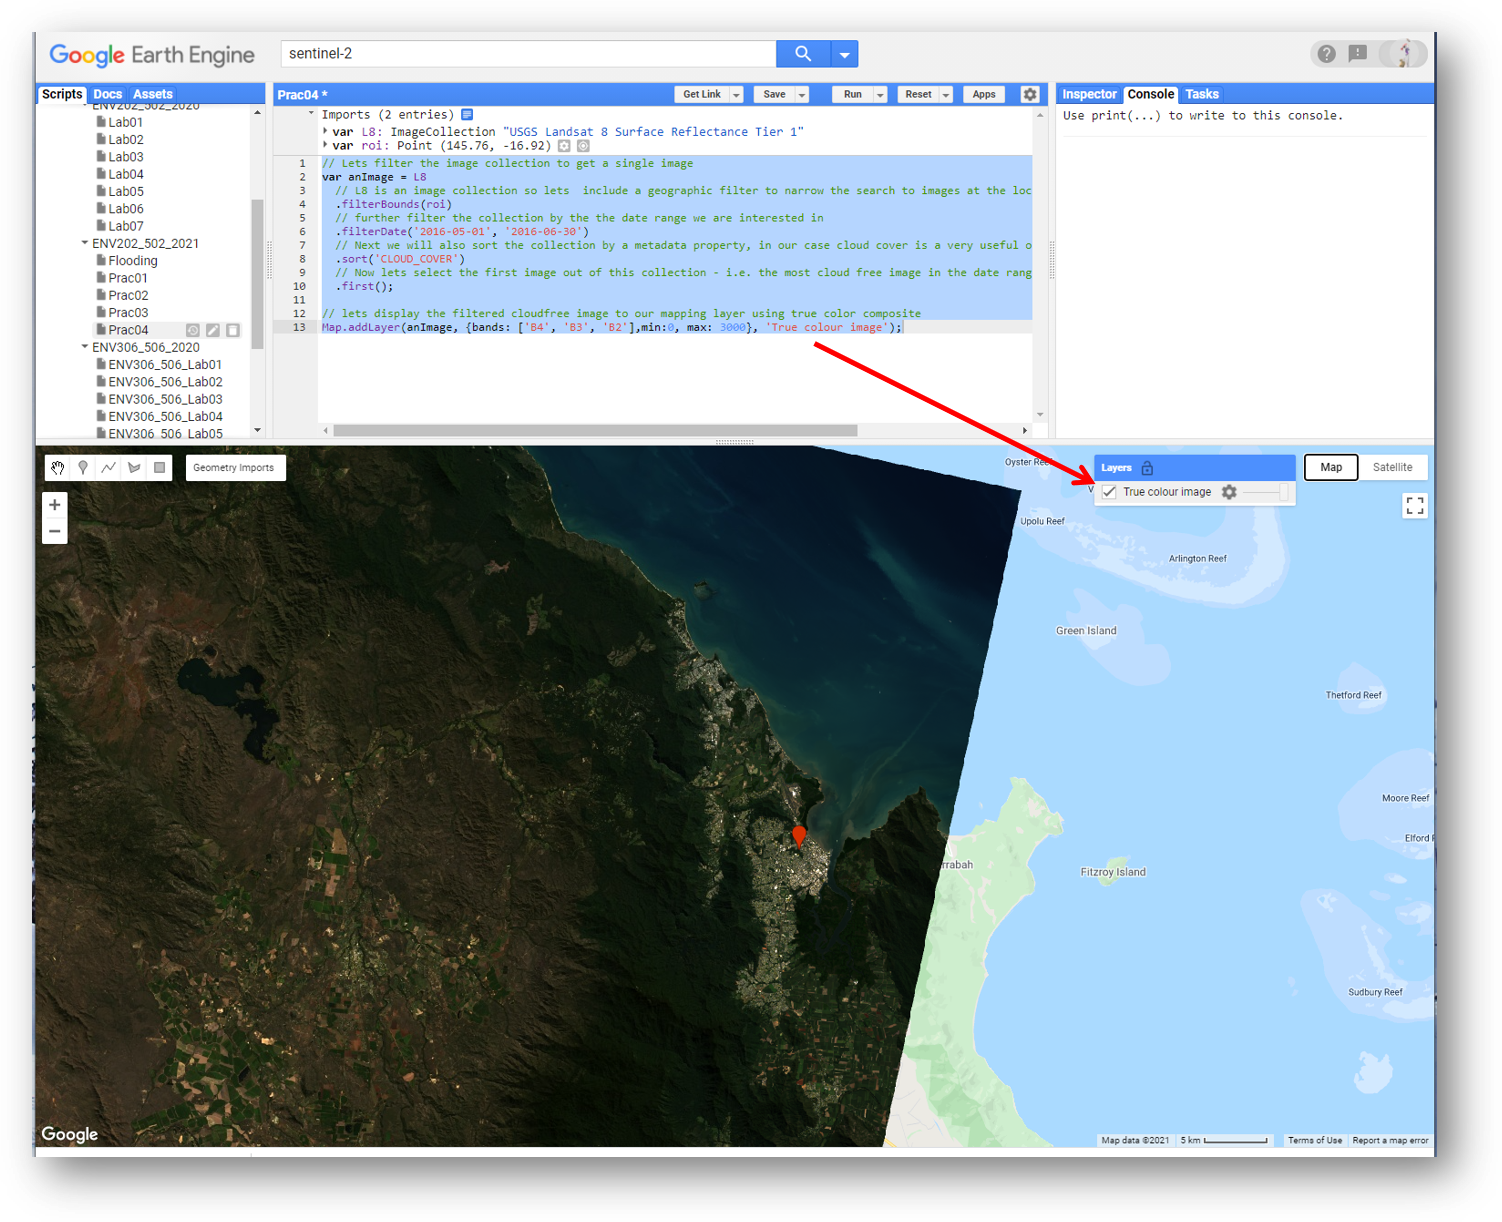 Google Earth Engine
sentinel-2
Scripts Docs Assets
ENV202_502_2020
Lab01
Lab02
Lab03
Lab04
Lab05
Lab06
Lab07
ENV202_502_2021
Flooding
Prac01
Prac02
Prac03
Prac04
ENV306_506_2020
ENV306_506_Lab01
ENV306_506_Lab02
ENV306_506_Lab03
ENV306_506_Lab04
ENV306_506_Lab05
Prac04 *
Get Link Save Run Reset Apps
Imports (2 entries)
var L8: ImageCollection "USGS Landsat 8 Surface Reflectance Tier 1"
var roi: Point (145.76, -16.92)
1 // Lets filter the image collection to get a single image
2 var anImage = L8
3 // L8 is an image collection so lets  include a geographic filter to narrow the search to images at the loc
4 .filterBounds(roi)
5 // further filter the collection by the the date range we are interested in
6 .filterDate('2016-05-01', '2016-06-30')
7 // Next we will also sort the collection by a metadata property, in our case cloud cover is a very useful o
8 .sort('CLOUD_COVER')
9 // Now lets select the first image out of this collection - i.e. the most cloud free image in the date rang
10 .first();
11
12 // lets display the filtered cloudfree image to our mapping layer using true color composite
13 Map.addLayer(anImage, {bands: ['B4', 'B3', 'B2'],min:0, max: 3000}, 'True colour image');
Inspector Console Tasks
Use print(...) to write to this console.
Geometry Imports
Layers
True colour image
Map Satellite
Oyster Reef
Upolu Reef
Arlington Reef
Green Island
Thetford Reef
Moore Reef
Elford R
rrabah
Fitzroy Island
Sudbury Reef
Google
Map data ©2021 5 km Terms of Use Report a map error